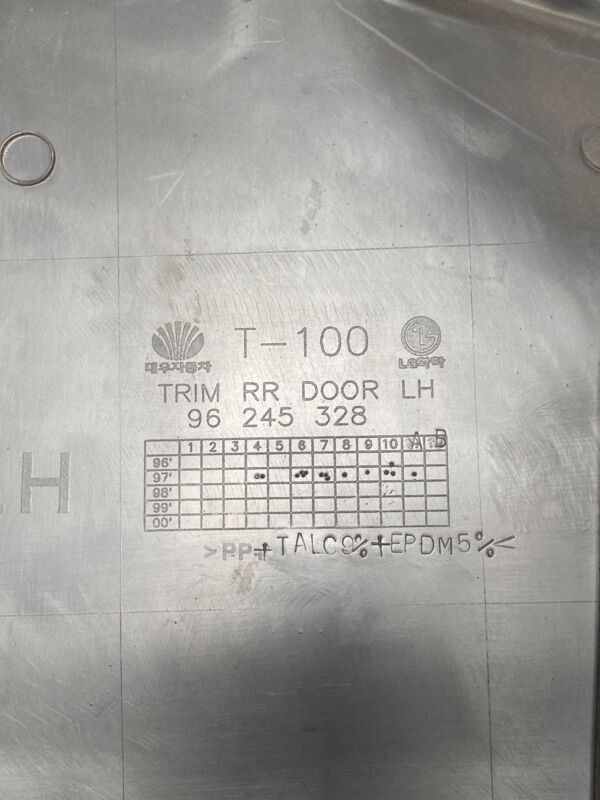 T-100
대우자동차
LG화학
TRIM RR DOOR LH
96 245 328
1 2 3 4 5 6 7 8 9 10 A B
96'
97'
98'
99'
00'
LH
>PP+TALC9%+EPDM5%<